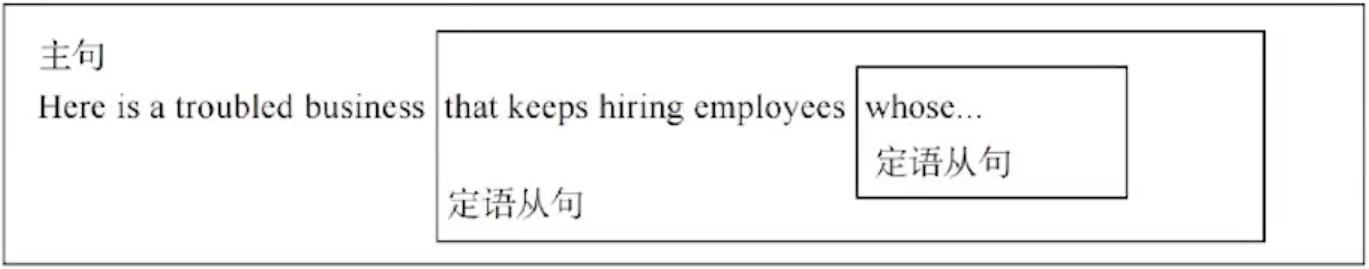 主句
Here is a troubled business that keeps hiring employees whose...
定语从句
定语从句